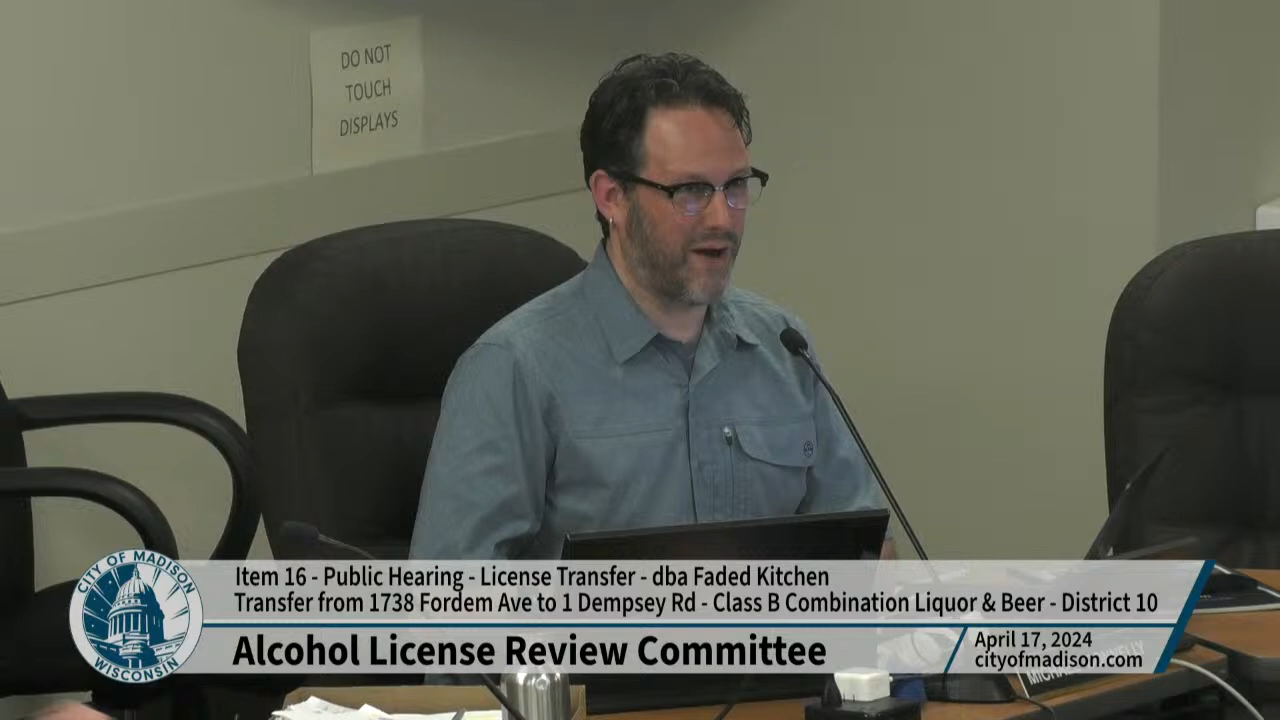 DO NOT
TOUCH
DISPLAYS
CITY OF MADISON
WISCONSIN
Item 16 - Public Hearing - License Transfer - dba Faded Kitchen
Transfer from 1738 Fordem Ave to 1 Dempsey Rd - Class B Combination Liquor & Beer - District 10
Alcohol License Review Committee
April 17, 2024
cityofmadison.com